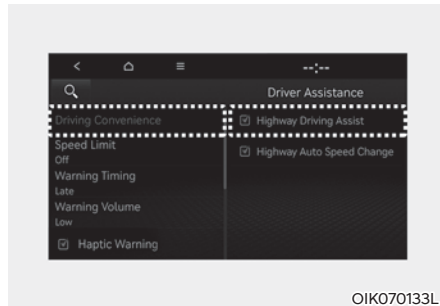 --:--
Driver Assistance
Driving Convenience
Highway Driving Assist
Speed Limit
Off
Highway Auto Speed Change
Warning Timing
Late
Warning Volume
Low
Haptic Warning
OIK070133L